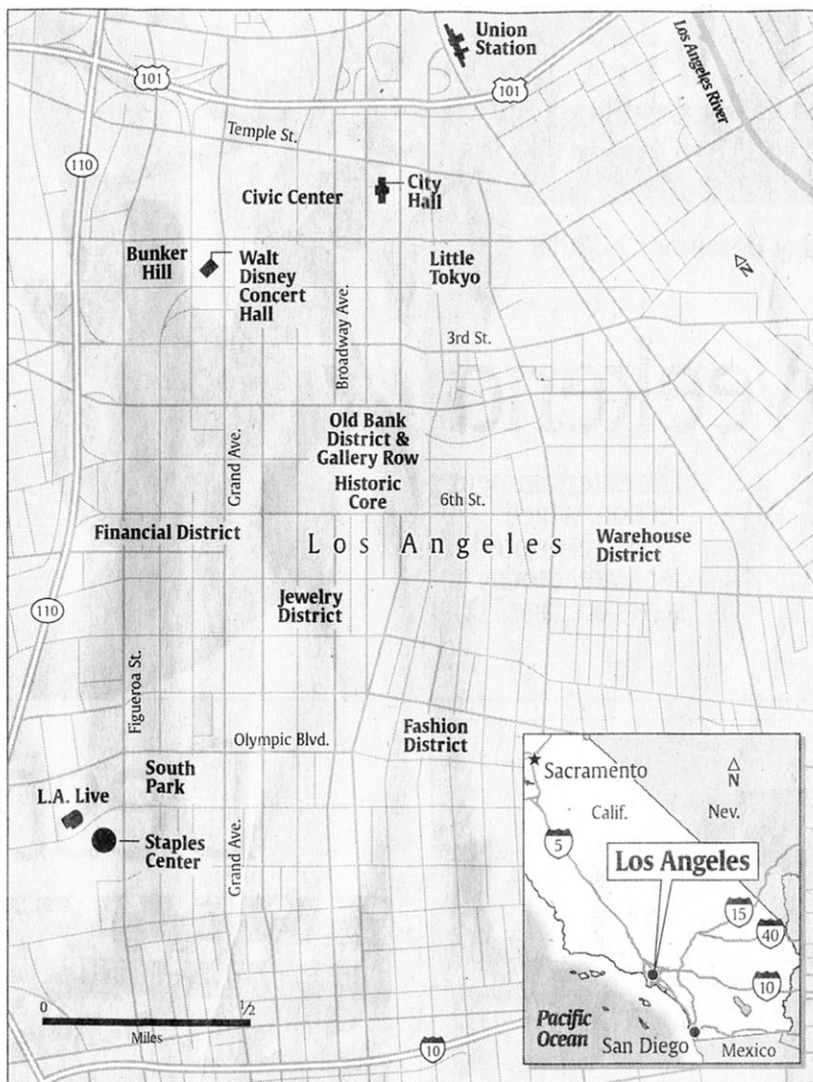 Union
Station
101
101
Los Angeles River
Temple St.
110
City
Hall
Civic Center
Bunker
Hill
Walt
Disney
Concert
Hall
Little
Tokyo
N
Broadway Ave.
3rd St.
Old Bank
District &
Gallery Row
Historic
Core
Grand Ave.
6th St.
Financial District
Los Angeles
Warehouse
District
Jewelry
District
110
Figueroa St.
Olympic Blvd.
Fashion
District
South
Park
L.A. Live
Staples
Center
Grand Ave.
0
1/2
Miles
10
Sacramento
N
Calif.
Nev.
5
Los Angeles
15
40
10
Pacific
Ocean
San Diego
Mexico